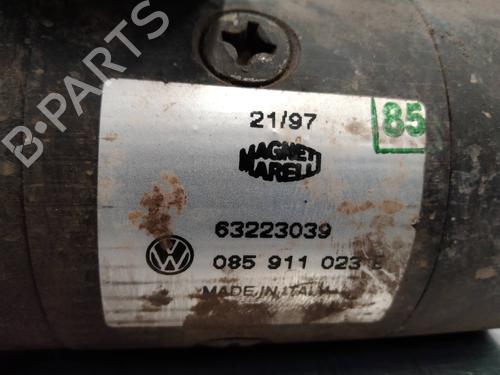 B-PARTS
21/97
85
MAGNETI
MARELLI
63223039
085 911 023
MADE IN ITALY